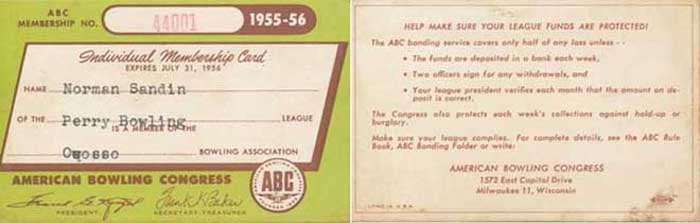 ABC
MEMBERSHIP NO. 44001 1955-56
Individual Membership Card
EXPIRES JULY 31, 1956
NAME Norman Sandin
OF THE Perry Bowling LEAGUE
IS A MEMBER OF THE
Owosso BOWLING ASSOCIATION
AMERICAN BOWLING CONGRESS
ABC
Frank K. Baker
PRESIDENT. SECRETARY-TREASURER
HELP MAKE SURE YOUR LEAGUE FUNDS ARE PROTECTED!
The ABC bonding service covers only half of any loss unless - -
• The funds are deposited in a bank each week,
• Two officers sign for any withdrawals, and
• Your league president verifies each month that the amount on de-
posit is correct.
The Congress also protects each week's collections against hold-up or
burglary.
Make sure your league complies. For complete details, see the ABC Rule
Book, ABC Bonding Folder or write:
AMERICAN BOWLING CONGRESS
1572 East Capitol Drive
Milwaukee 11, Wisconsin